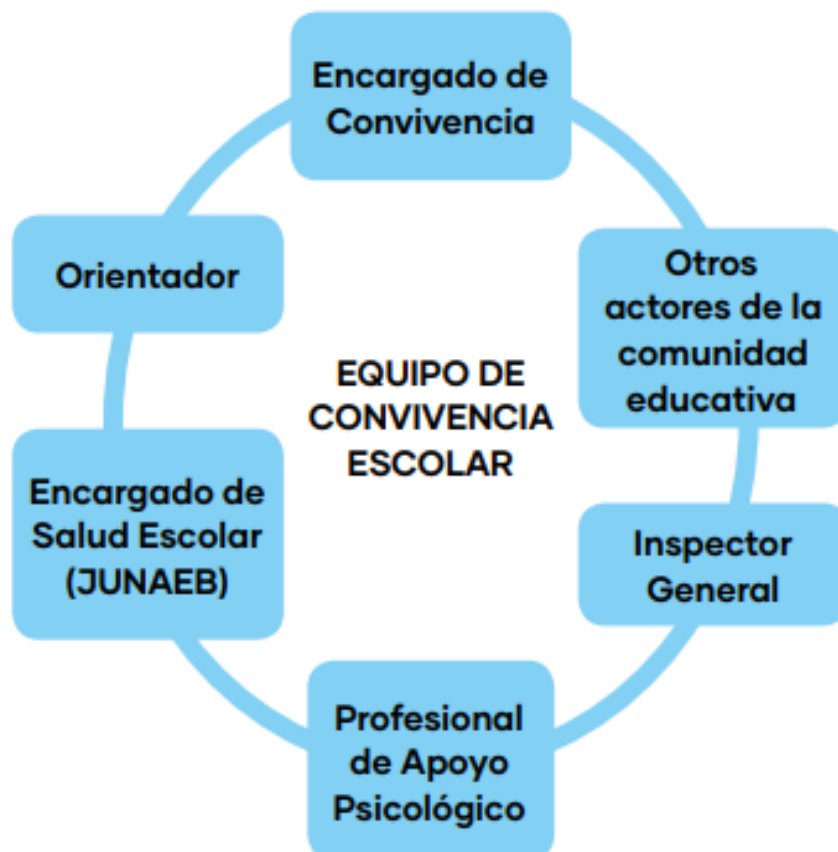 Encargado de
Convivencia
Orientador
Otros
actores de la
comunidad
educativa
EQUIPO DE
CONVIVENCIA
ESCOLAR
Encargado de
Salud Escolar
(JUNAEB)
Inspector
General
Profesional
de Apoyo
Psicológico